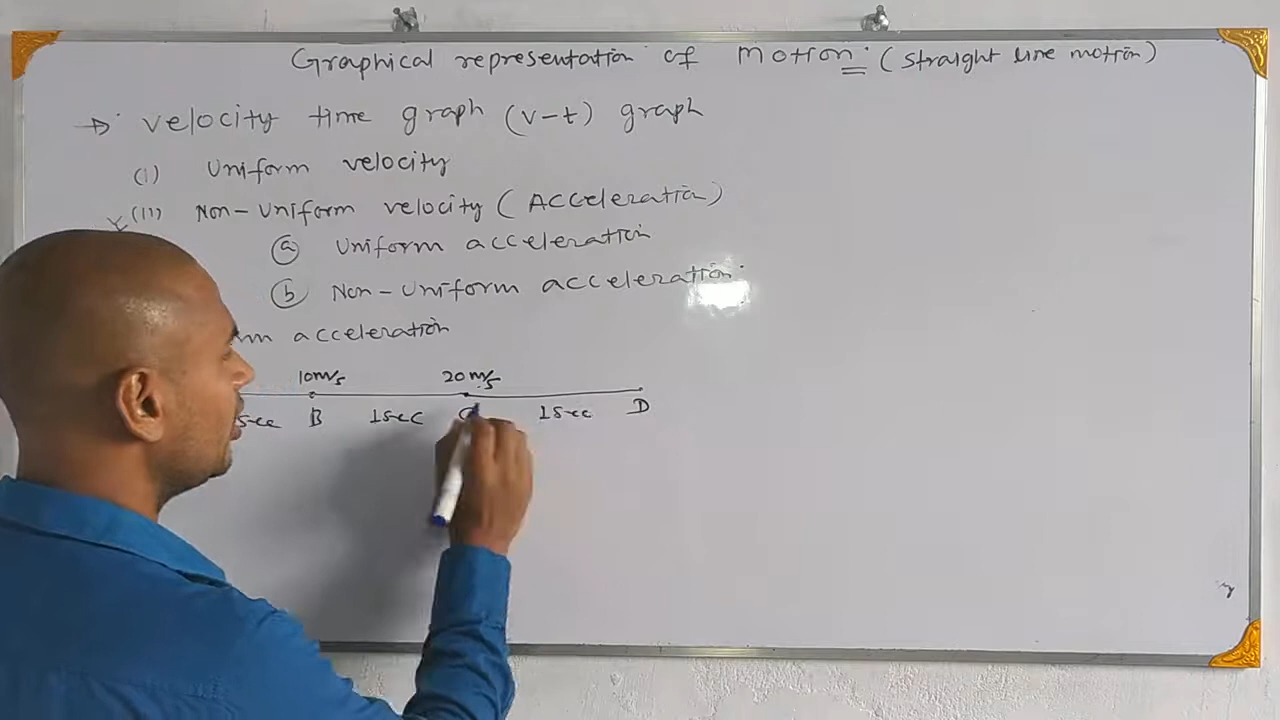 Graphical representation of motion: (straight line motion)
→ velocity time graph (v-t) graph
(i) Uniform velocity
(ii) Non-Uniform velocity (Acceleration)
(a) Uniform acceleration
(b) Non-Uniform acceleration.
acceleration
10m/s 20m/s
B 1sec 1sec D